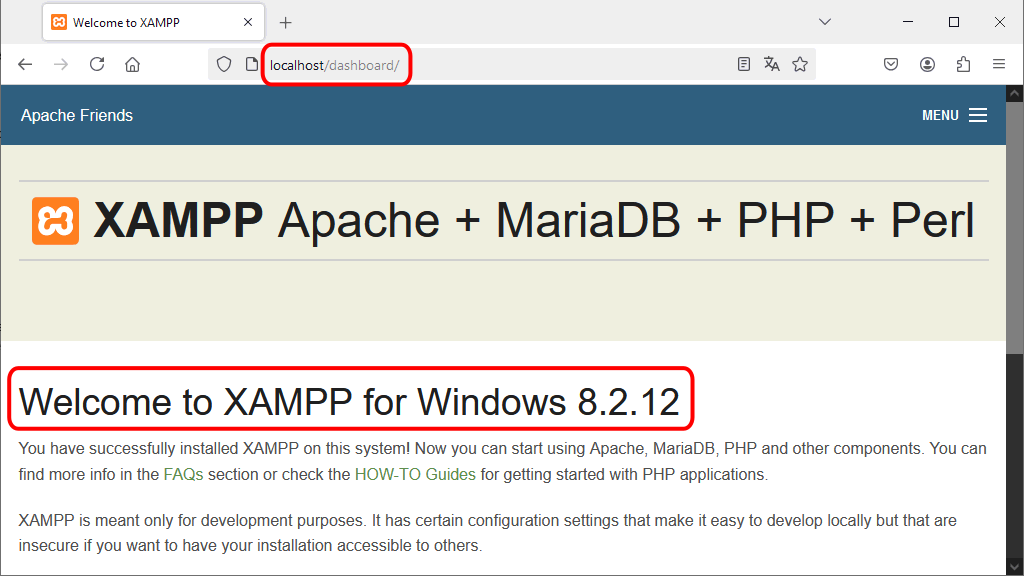 Welcome to XAMPP
localhost/dashboard/
Apache Friends
MENU
XAMPP Apache + MariaDB + PHP + Perl
Welcome to XAMPP for Windows 8.2.12
You have successfully installed XAMPP on this system! Now you can start using Apache, MariaDB, PHP and other components. You can
find more info in the FAQs section or check the HOW-TO Guides for getting started with PHP applications.
XAMPP is meant only for development purposes. It has certain configuration settings that make it easy to develop locally but that are
insecure if you want to have your installation accessible to others.